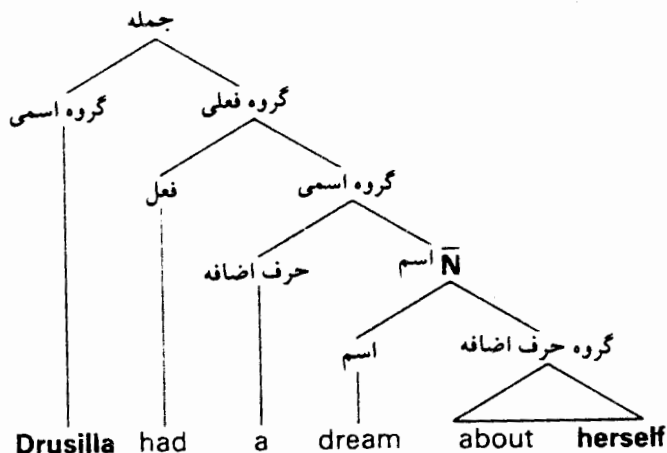 جمله
گروه اسمی گروه فعلی
فعل گروه اسمی
حرف اضافه اسم N̅
اسم گروه حرف اضافه
Drusilla had a dream about herself